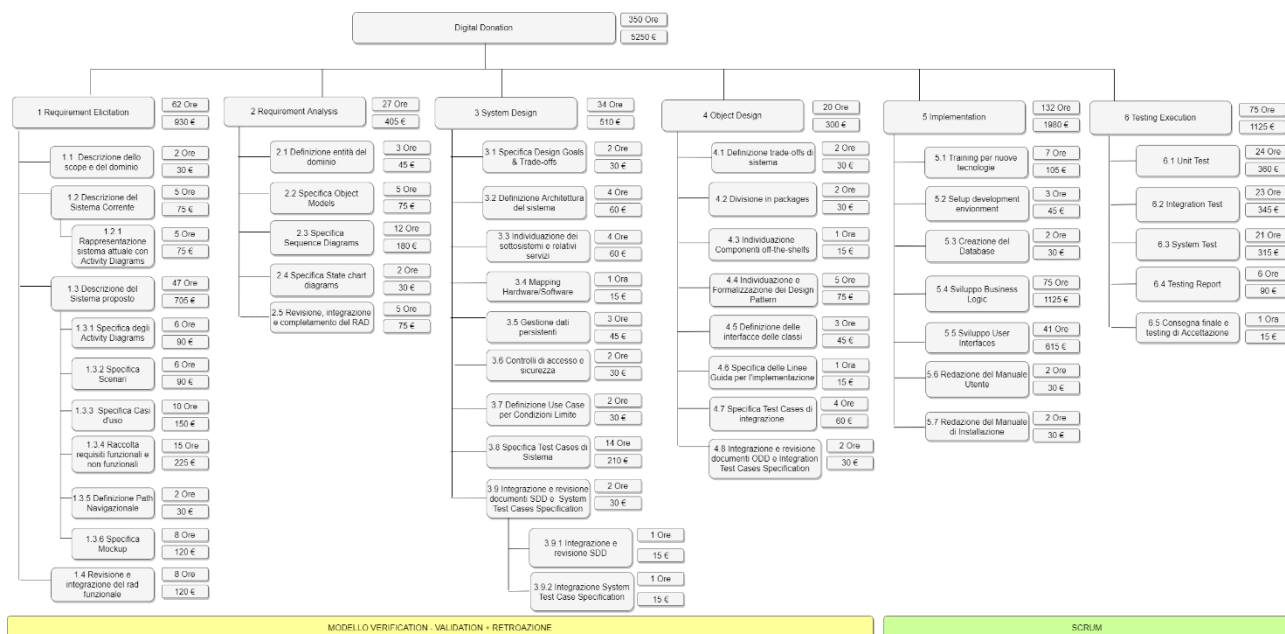 Digital Donation
350 Ore
5250 €
1 Requirement Elicitation
62 Ore
930 €
1.1 Descrizione dello
scope e del dominio
2 Ore
30 €
1.2 Descrizione del
Sistema Corrente
5 Ore
75 €
1.2.1
Rappresentazione
sistema attuale con
Activity Diagrams
5 Ore
75 €
1.3 Descrizione del
Sistema proposto
47 Ore
705 €
1.3.1 Specifica degli
Activity Diagrams
6 Ore
90 €
1.3.2 Specifica
Scenari
6 Ore
90 €
1.3.3 Specifica Casi
d'uso
10 Ore
150 €
1.3.4 Raccolta
requisiti funzionali e
non funzionali
15 Ore
225 €
1.3.5 Definizione Path
Navigazionale
2 Ore
30 €
1.3.6 Specifica
Mockup
8 Ore
120 €
1.4 Revisione e
integrazione del rad
funzionale
8 Ore
120 €
2 Requirement Analysis
27 Ore
405 €
2.1 Definizione entità del
dominio
3 Ore
45 €
2.2 Specifica Object
Models
5 Ore
75 €
2.3 Specifica
Sequence Diagrams
12 Ore
180 €
2.4 Specifica State chart
diagrams
2 Ore
30 €
2.5 Revisione, integrazione
e completamento del RAD
5 Ore
75 €
3 System Design
34 Ore
510 €
3.1 Specifica Design Goals
& Trade-offs
2 Ore
30 €
3.2 Definizione Architettura
del sistema
4 Ore
60 €
3.3 Individuazione dei
sottosistemi e relativi
servizi
4 Ore
60 €
3.4 Mapping
Hardware/Software
1 Ora
15 €
3.5 Gestione dati
persistenti
3 Ore
45 €
3.6 Controlli di accesso e
sicurezza
2 Ore
30 €
3.7 Definizione Use Case
per Condizioni Limite
2 Ore
30 €
3.8 Specifica Test Cases di
Sistema
14 Ore
210 €
3.9 Integrazione e revisione
documenti SDD e System
Test Cases Specification
2 Ore
30 €
3.9.1 Integrazione e
revisione SDD
1 Ore
15 €
3.9.2 Integrazione System
Test Case Specification
1 Ore
15 €
4 Object Design
20 Ore
300 €
4.1 Definizione trade-offs di
sistema
2 Ore
30 €
4.2 Divisione in packages
2 Ore
30 €
4.3 Individuazione
Componenti off-the-shelfs
1 Ora
15 €
4.4 Individuazione e
Formalizzazione dei Design
Pattern
5 Ore
75 €
4.5 Definizione delle
interfacce delle classi
3 Ore
45 €
4.6 Specifica delle Linee
Guida per l'implementazione
1 Ora
15 €
4.7 Specifica Test Cases di
integrazione
4 Ore
60 €
4.8 Integrazione e revisione
documenti ODD e Integration
Test Cases Specification
2 Ore
30 €
5 Implementation
132 Ore
1980 €
5.1 Training per nuove
tecnologie
7 Ore
105 €
5.2 Setup development
envionment
3 Ore
45 €
5.3 Creazione del
Database
2 Ore
30 €
5.4 Sviluppo Business
Logic
75 Ore
1125 €
5.5 Sviluppo User
Interfaces
41 Ore
615 €
5.6 Redazione del Manuale
Utente
2 Ore
30 €
5.7 Redazione del Manuale
di Installazione
2 Ore
30 €
6 Testing Execution
75 Ore
1125 €
6.1 Unit Test
24 Ore
360 €
6.2 Integration Test
23 Ore
345 €
6.3 System Test
21 Ore
315 €
6.4 Testing Report
6 Ore
90 €
6.5 Consegna finale e
testing di Accettazione
1 Ora
15 €
MODELLO VERIFICATION - VALIDATION + RETROAZIONE
SCRUM